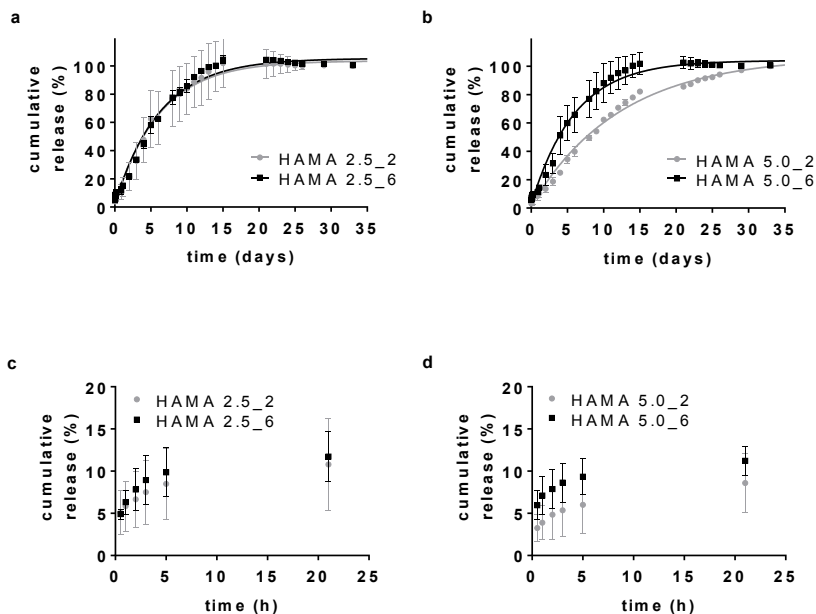 a
cumulative
release (%)
120
100
80
60
40
20
0
HAMA 2.5_2
HAMA 2.5_6
0 5 10 15 20 25 30 35
time (days)
b
cumulative
release (%)
120
100
80
60
40
20
0
HAMA 5.0_2
HAMA 5.0_6
0 5 10 15 20 25 30 35
time (days)
c
cumulative
release (%)
20
15
10
5
0
HAMA 2.5_2
HAMA 2.5_6
0 5 10 15 20 25
time (h)
d
cumulative
release (%)
20
15
10
5
0
HAMA 5.0_2
HAMA 5.0_6
0 5 10 15 20 25
time (h)